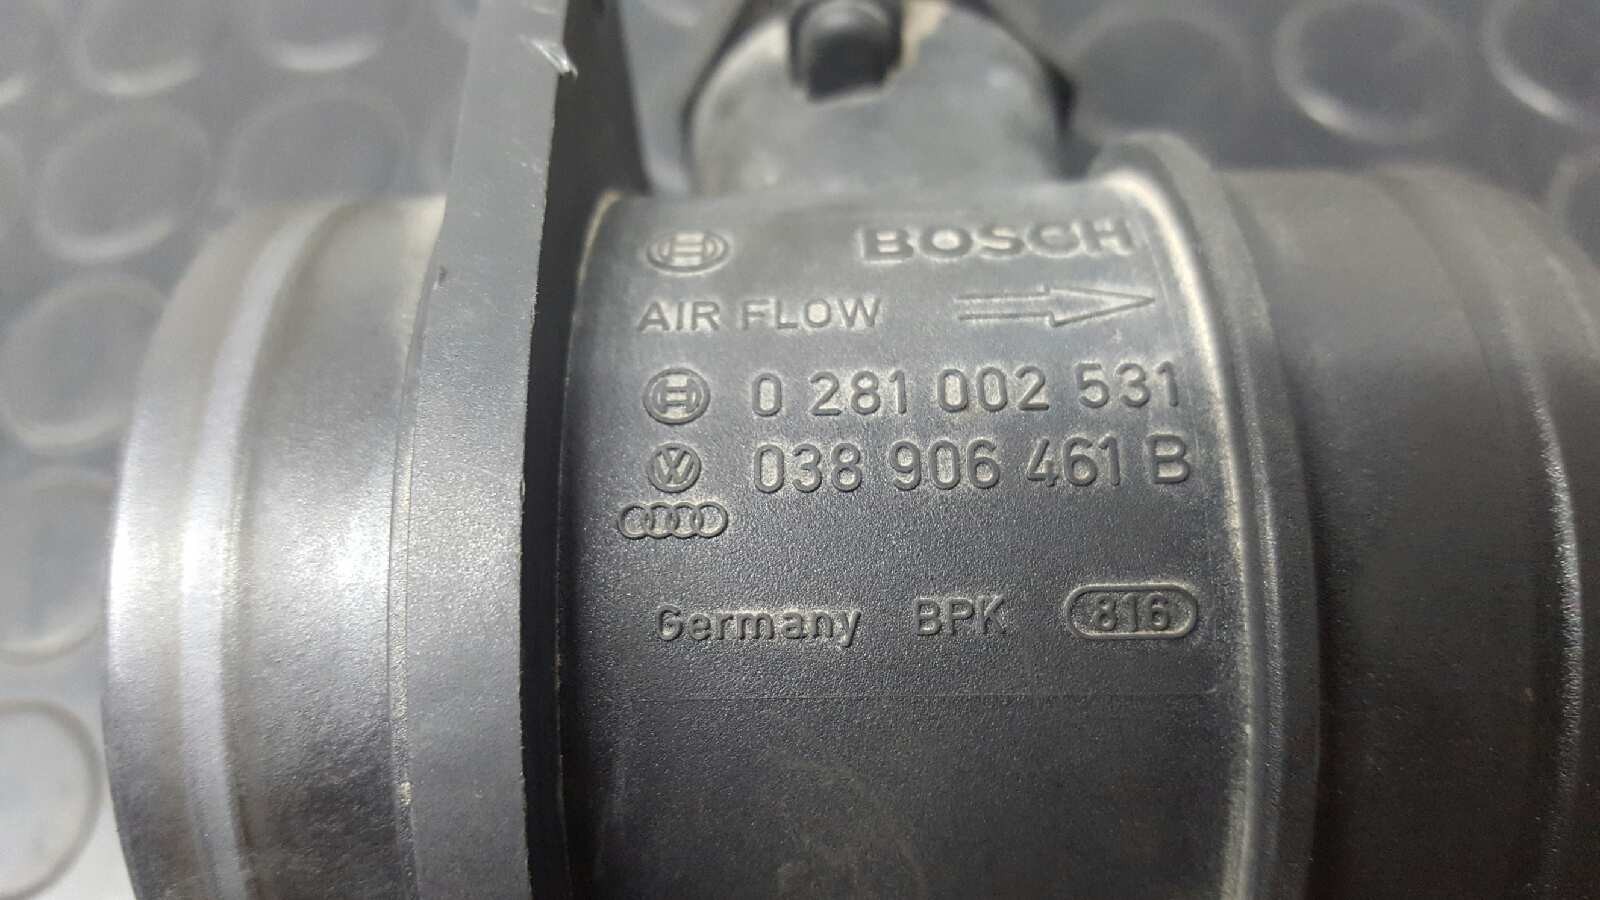 BOSCH
AIR FLOW
0 281 002 531
038 906 461 B
Germany BPK 816